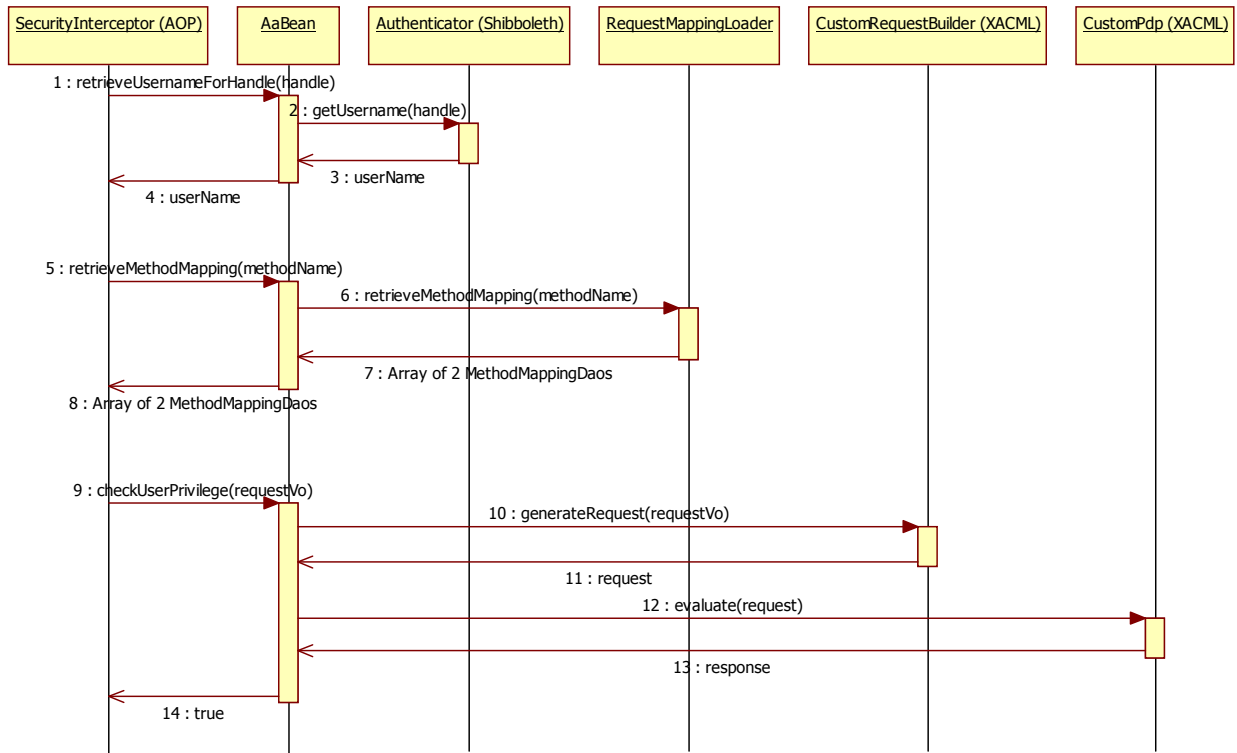 SecurityInterceptor (AOP)
AaBean
Authenticator (Shibboleth)
RequestMappingLoader
CustomRequestBuilder (XACML)
CustomPdp (XACML)
1 : retrieveUsernameForHandle(handle)
2 : getUsername(handle)
3 : userName
4 : userName
5 : retrieveMethodMapping(methodName)
6 : retrieveMethodMapping(methodName)
7 : Array of 2 MethodMappingDaos
8 : Array of 2 MethodMappingDaos
9 : checkUserPrivilege(requestVo)
10 : generateRequest(requestVo)
11 : request
12 : evaluate(request)
13 : response
14 : true